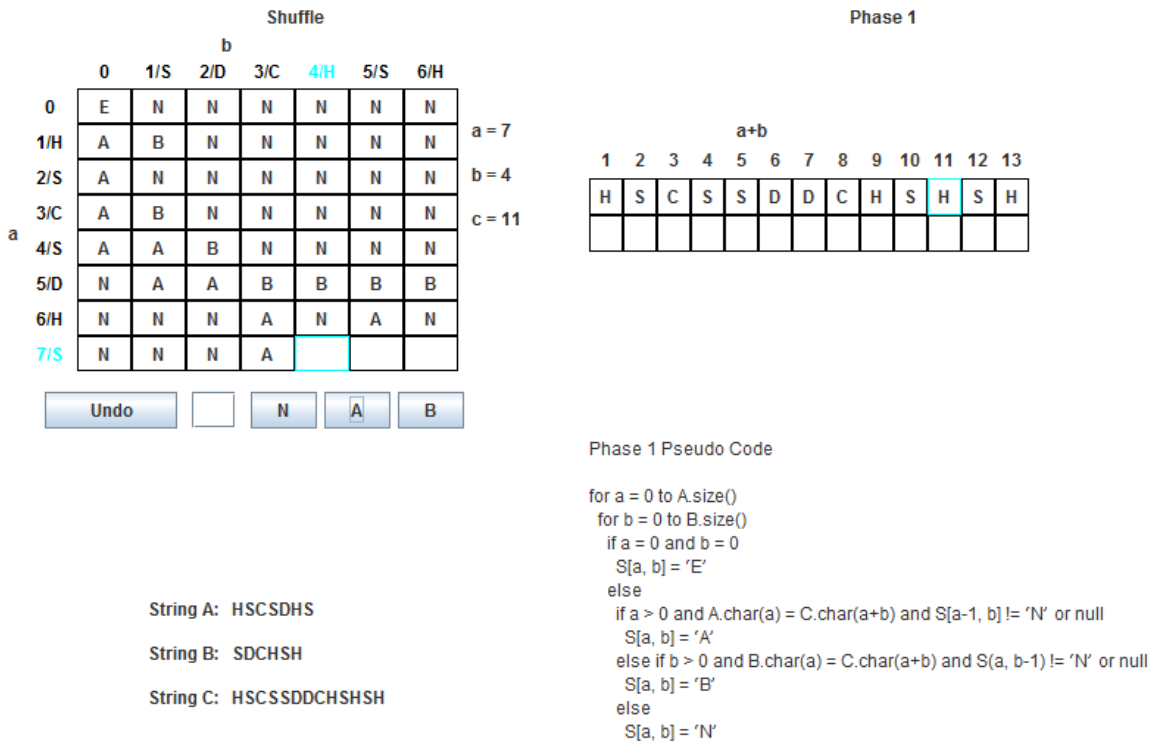 Shuffle
b
0 1/S 2/D 3/C 4/H 5/S 6/H
0 E N N N N N N
1/H A B N N N N N
2/S A N N N N N N
3/C A B N N N N N
a
4/S A A B N N N N
5/D N A A B B B B
6/H N N N A N A N
7/S N N N A
a = 7
b = 4
c = 11
Undo N A B
String A: HSCSDHS
String B: SDCHSH
String C: HSCSSDDCHSHSH
Phase 1
a+b
1 2 3 4 5 6 7 8 9 10 11 12 13
H S C S S D D C H S H S H
Phase 1 Pseudo Code
for a = 0 to A.size()
for b = 0 to B.size()
if a = 0 and b = 0
S[a, b] = ‘E’
else
if a > 0 and A.char(a) = C.char(a+b) and S[a-1, b] != ‘N’ or null
S[a, b] = ‘A’
else if b > 0 and B.char(a) = C.char(a+b) and S(a, b-1) != ‘N’ or null
S[a, b] = ‘B’
else
S[a, b] = ‘N’